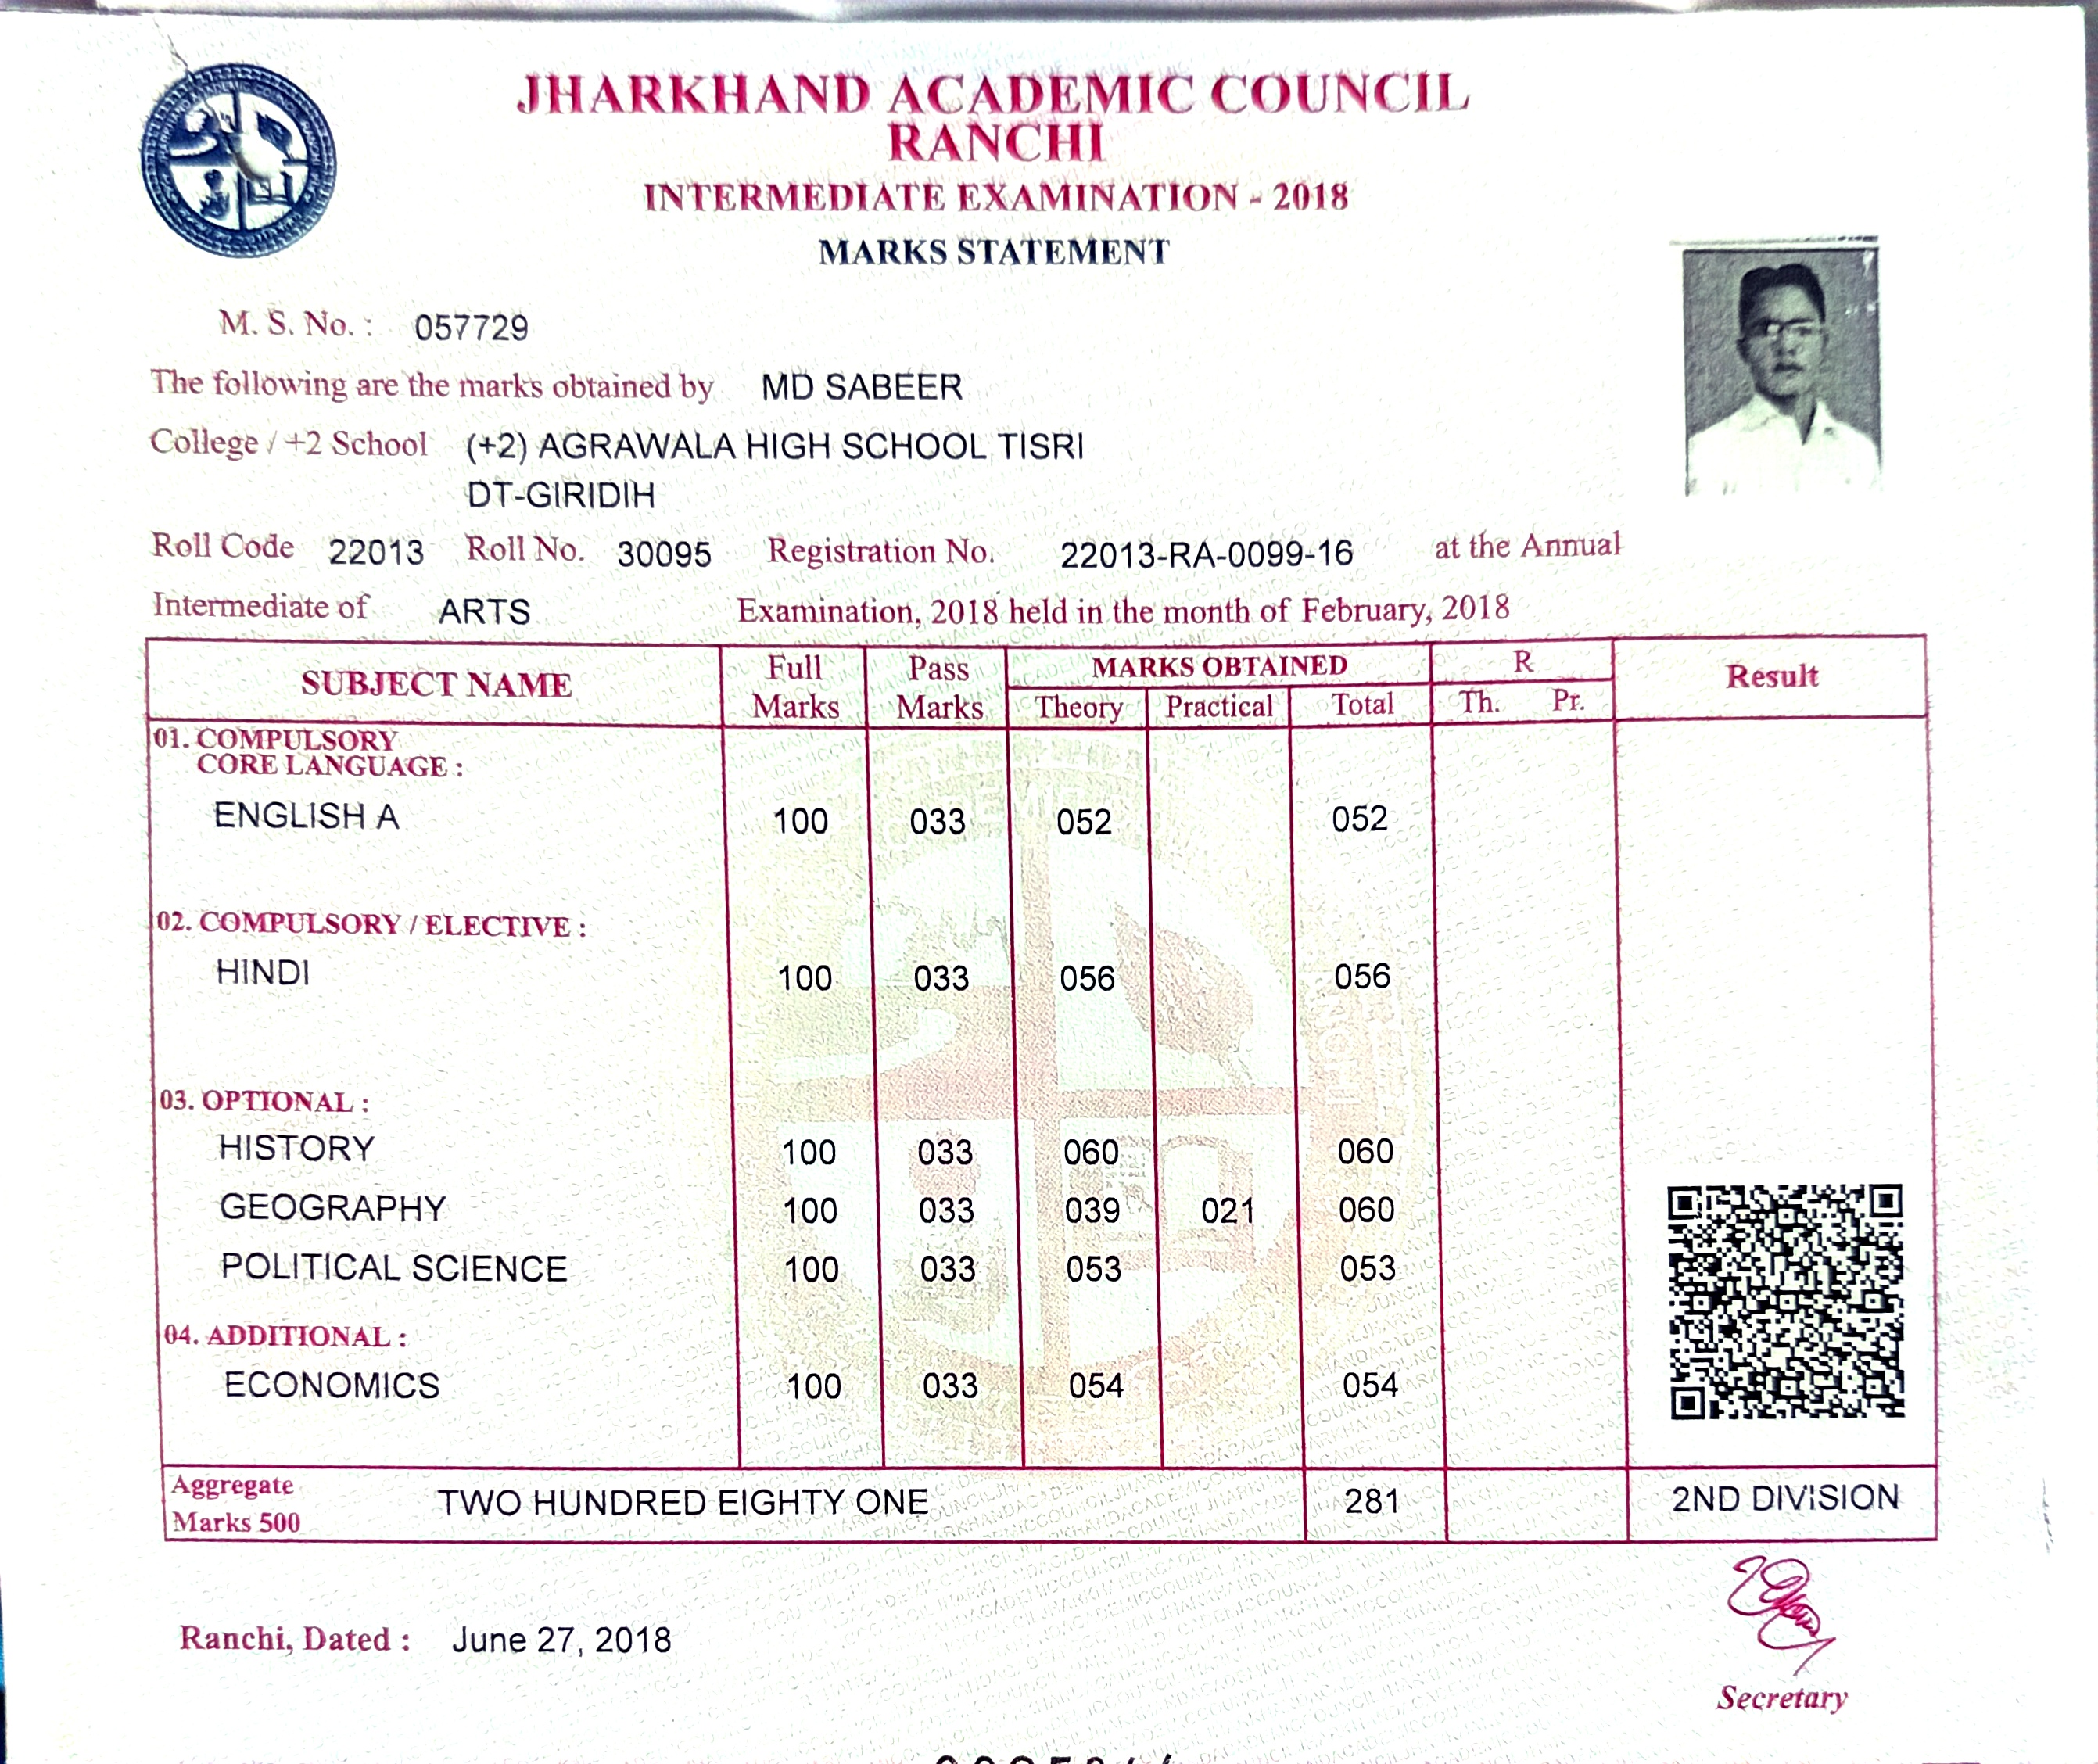 JHARKHAND ACADEMIC COUNCIL
RANCHI
INTERMEDIATE EXAMINATION - 2018
MARKS STATEMENT
M. S. No. : 057729
The following are the marks obtained by MD SABEER
College / +2 School (+2) AGRAWALA HIGH SCHOOL TISRI
DT-GIRIDIH
Roll Code 22013 Roll No. 30095 Registration No. 22013-RA-0099-16 at the Annual
Intermediate of ARTS Examination, 2018 held in the month of February, 2018
SUBJECT NAME Full Marks Pass Marks MARKS OBTAINED R Result
Theory Practical Total Th. Pr.
01. COMPULSORY
CORE LANGUAGE :
ENGLISH A 100 033 052 052
02. COMPULSORY / ELECTIVE :
HINDI 100 033 056 056
03. OPTIONAL :
HISTORY 100 033 060 060
GEOGRAPHY 100 033 039 021 060
POLITICAL SCIENCE 100 033 053 053
04. ADDITIONAL :
ECONOMICS 100 033 054 054
Aggregate
Marks 500 TWO HUNDRED EIGHTY ONE 281 2ND DIVISION
Ranchi, Dated : June 27, 2018
Secretary